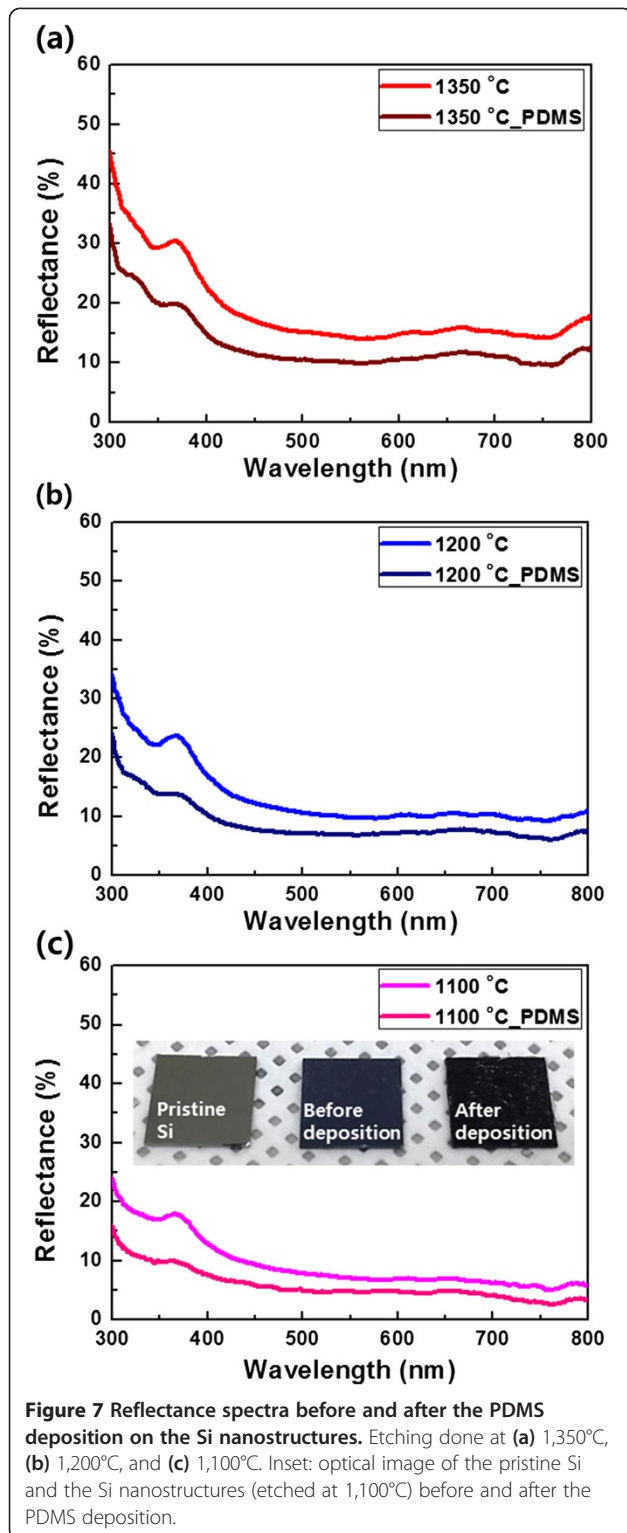 (a)
60
50
40
30
20
10
0
Reflectance (%)
1350 °C
1350 °C_PDMS
300 400 500 600 700 800
Wavelength (nm)
(b)
60
50
40
30
20
10
0
Reflectance (%)
1200 °C
1200 °C_PDMS
300 400 500 600 700 800
Wavelength (nm)
(c)
60
50
40
30
20
10
0
Reflectance (%)
1100 °C
1100 °C_PDMS
Pristine
Si
Before
deposition
After
deposition
300 400 500 600 700 800
Wavelength (nm)
Figure 7 Reflectance spectra before and after the PDMS
deposition on the Si nanostructures. Etching done at (a) 1,350°C,
(b) 1,200°C, and (c) 1,100°C. Inset: optical image of the pristine Si
and the Si nanostructures (etched at 1,100°C) before and after the
PDMS deposition.